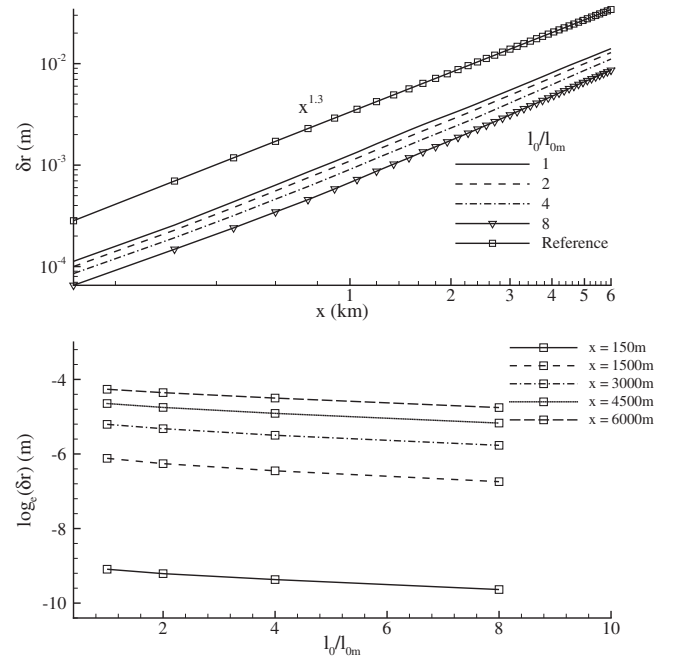 10⁻²
10⁻³
10⁻⁴
δr (m)
x¹·³
l₀/l₀ₘ
1
2
4
8
Reference
1 2 3 4 5 6
x (km)
-4
-6
-8
-10
logₑ(δr) (m)
x = 150m
x = 1500m
x = 3000m
x = 4500m
x = 6000m
2 4 6 8 10
l₀/l₀ₘ